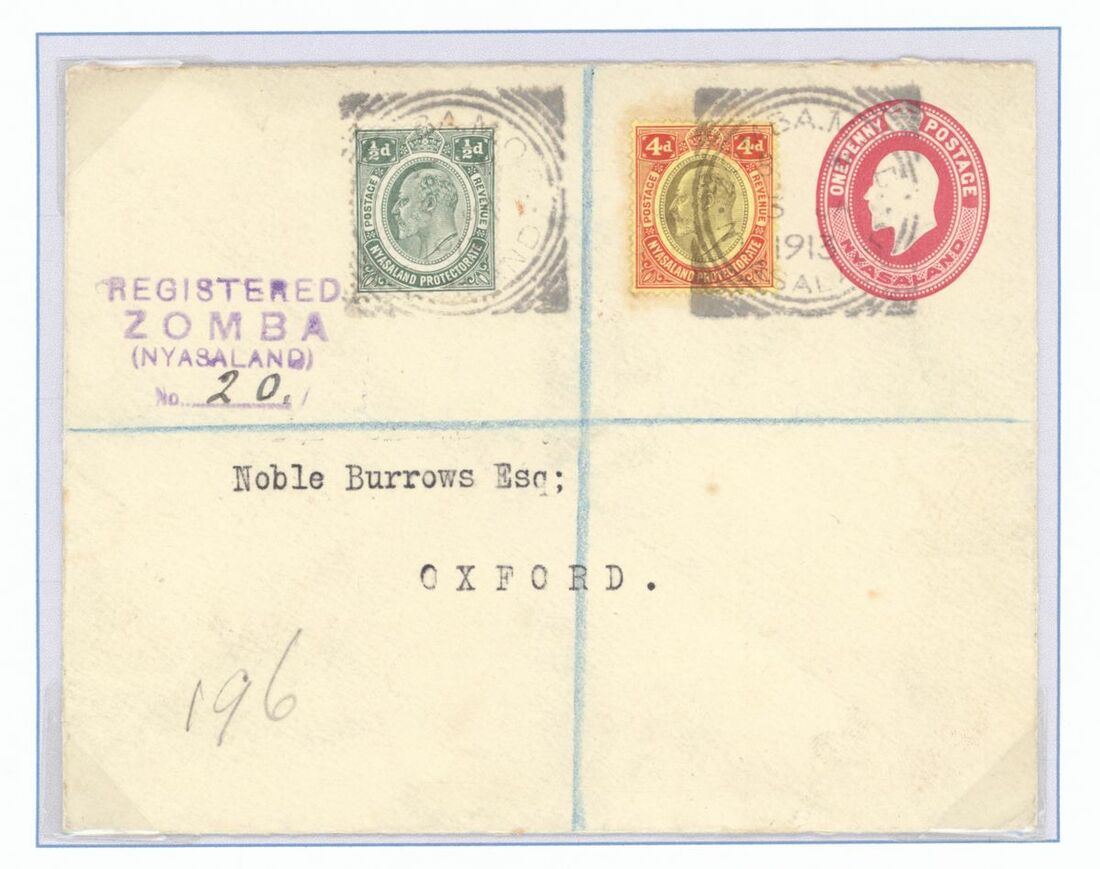 ½d ½d
POSTAGE
REVENUE
NYASALAND PROTECTORATE
4d 4d
POSTAGE
REVENUE
NYASALAND PROTECTORATE
ONE PENNY POSTAGE
NYASALAND
1913
REGISTERED
ZOMBA
(NYASALAND)
No. 20.
Noble Burrows Esq;
OXFORD.
196